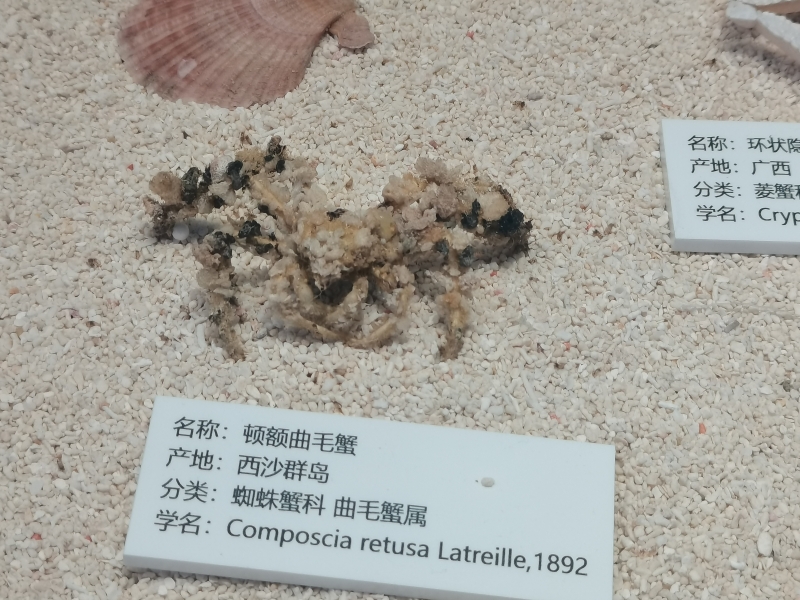 名称：顿额曲毛蟹
产地：西沙群岛
分类：蜘蛛蟹科 曲毛蟹属
学名：Composcia retusa Latreille,1892
名称：环状隐
产地：广西
分类：菱蟹科
学名：Cryp